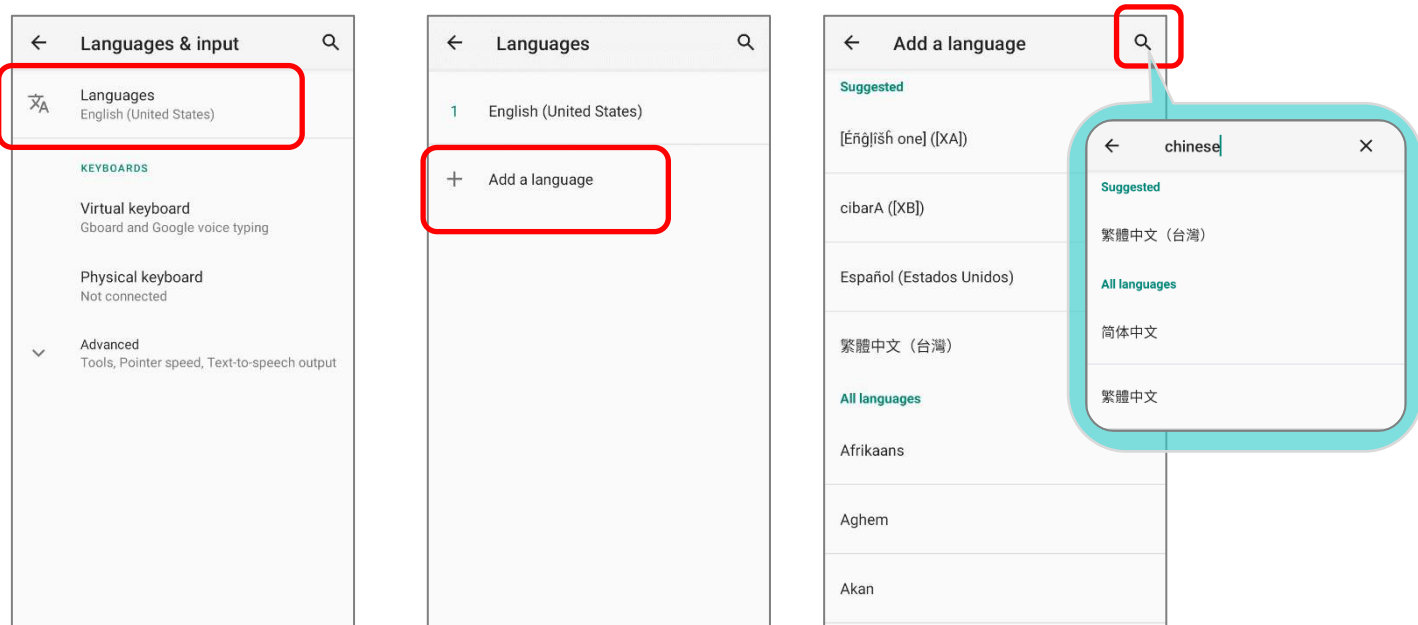 Languages & input
Languages
English (United States)
KEYBOARDS
Virtual keyboard
Gboard and Google voice typing
Physical keyboard
Not connected
Advanced
Tools, Pointer speed, Text-to-speech output
Languages
1 English (United States)
Add a language
Add a language
Suggested
[Éñĝļîšĥ one] ([XA])
cibarA ([XB])
Español (Estados Unidos)
繁體中文（台灣）
All languages
Afrikaans
Aghem
Akan
chinese
Suggested
繁體中文（台灣）
All languages
简体中文
繁體中文